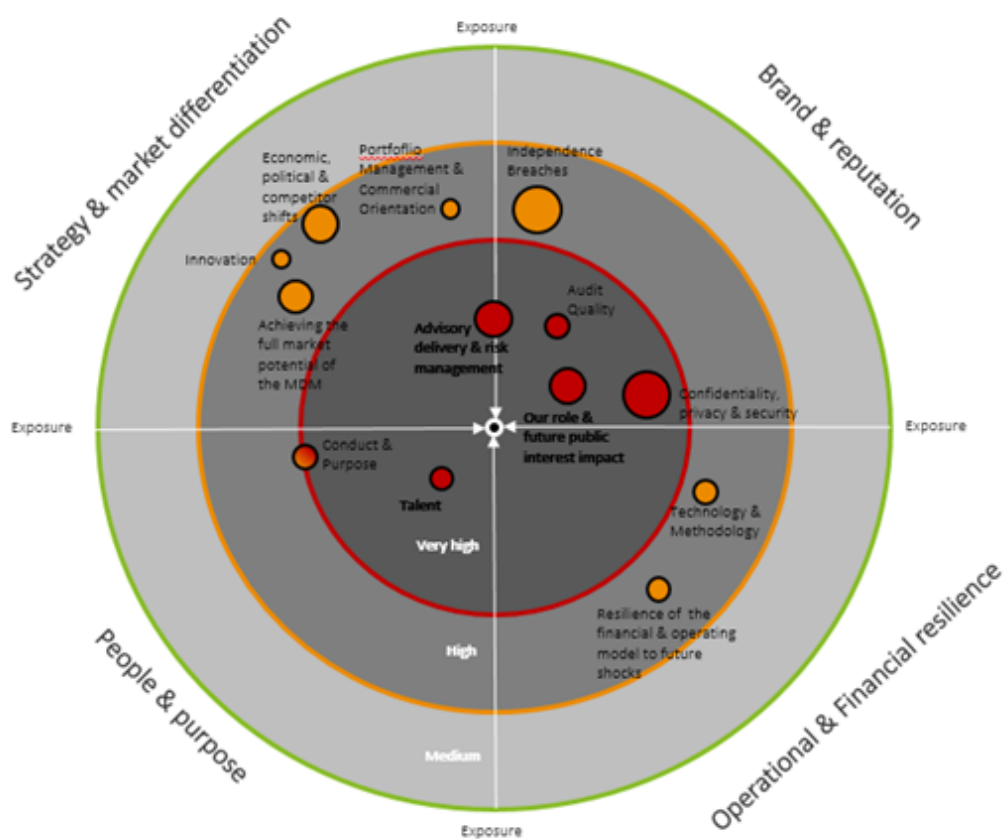 Exposure
Strategy & market differentiation
Brand & reputation
Economic,
political &
competitor
shifts
Portfoflio
Management &
Commercial
Orientation
Independence
Breaches
Innovation
Achieving the
full market
potential of
the MDM
Advisory
delivery & risk
management
Audit
Quality
Confidentiality,
privacy & security
Our role &
future public
interest impact
Exposure
Exposure
Conduct &
Purpose
Talent
Technology &
Methodology
Very high
Resilience of the
financial & operating
model to future
shocks
High
Medium
People & purpose
Operational & Financial resilience
Exposure